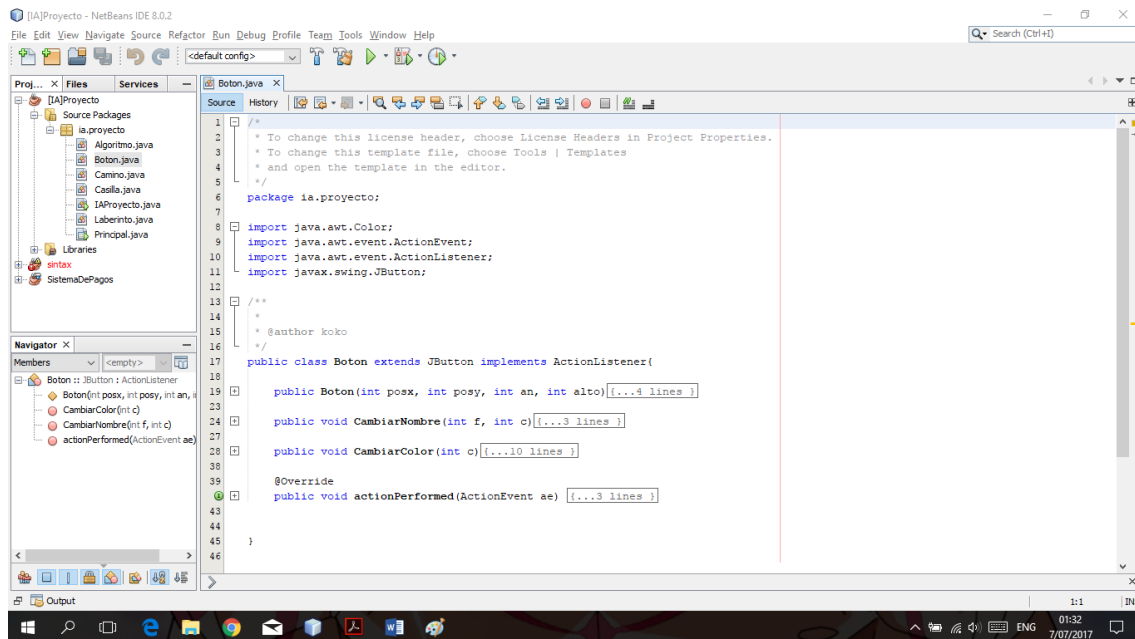 [IA]Proyecto - NetBeans IDE 8.0.2
File Edit View Navigate Source Refactor Run Debug Profile Team Tools Window Help
Search (Ctrl+I)
<default config>
Proj... Files Services
Boton.java
[IA]Proyecto
Source Packages
ia.proyecto
Algoritmo.java
Boton.java
Camino.java
Casilla.java
IAProyecto.java
Laberinto.java
Principal.java
Libraries
sintax
SistemaDePagos
Navigator
Members <empty>
Boton :: JButton : ActionListener
Boton(int posx, int posy, int an, i
CambiarColor(int c)
CambiarNombre(int f, int c)
actionPerformed(ActionEvent ae)
Source History
1 /*
2 * To change this license header, choose License Headers in Project Properties.
3 * To change this template file, choose Tools | Templates
4 * and open the template in the editor.
5 */
6 package ia.proyecto;
7
8 import java.awt.Color;
9 import java.awt.event.ActionEvent;
10 import java.awt.event.ActionListener;
11 import javax.swing.JButton;
12
13 /**
14 *
15 * @author koko
16 */
17 public class Boton extends JButton implements ActionListener{
18
19 public Boton(int posx, int posy, int an, int alto){...4 lines }
23
24 public void CambiarNombre(int f, int c){...3 lines }
27
28 public void CambiarColor(int c){...10 lines }
38
39 @Override
public void actionPerformed(ActionEvent ae) {...3 lines }
43
44
45 }
46
Output
1:1 IN
ENG
01:32
7/07/2017